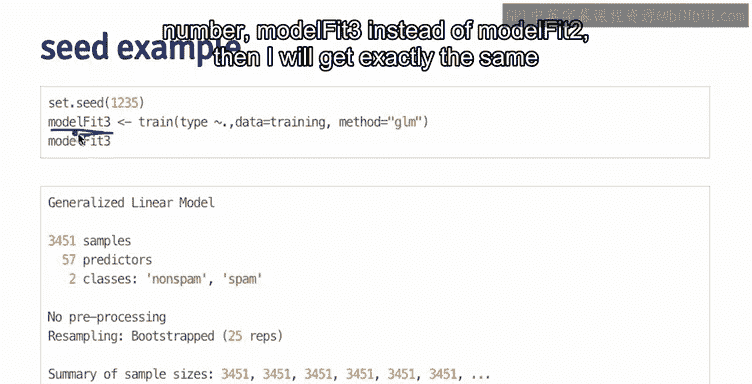 number, modelFit3 instead of modelFit2,
then I will get exactly the same
seed example
set.seed(1235)
modelFit3 <- train(type ~.,data=training, method="glm")
modelFit3
Generalized Linear Model
3451 samples
57 predictors
2 classes: 'nonspam', 'spam'
No pre-processing
Resampling: Bootstrapped (25 reps)
Summary of sample sizes: 3451, 3451, 3451, 3451, 3451, 3451, ...